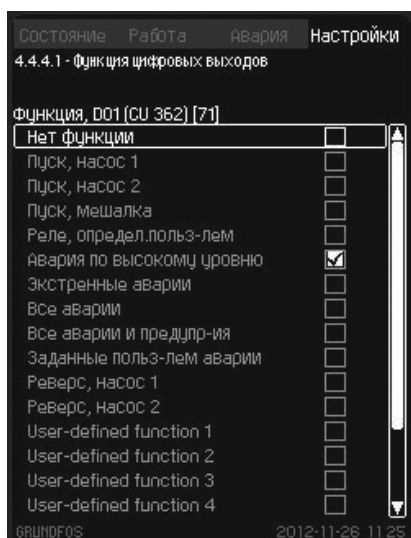 Состояние Работа Авария Настройки
4.4.4.1 - Функция цифровых выходов
Функция, DO1 (CU 362) [71]
Нет функции
Пуск, насос 1
Пуск, насос 2
Пуск, мешалка
Реле, определ.польз-лем
Авария по высокому уровню
Экстренные аварии
Все аварии
Все аварии и предупр-ия
Заданные польз-лем аварии
Реверс, насос 1
Реверс, насос 2
User-defined function 1
User-defined function 2
User-defined function 3
User-defined function 4
GRUNDFOS 2012-11-26 11:25